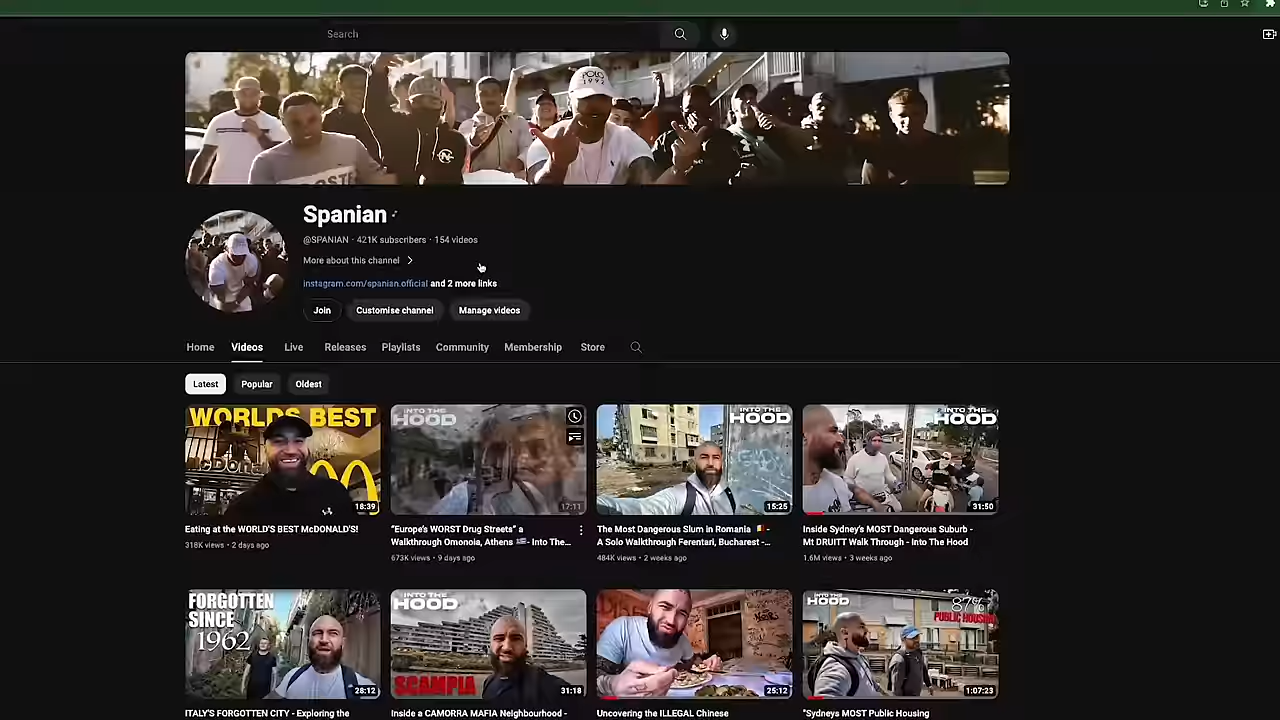 Search
POLO
1992
Spanian
@SPANIAN · 421K subscribers · 154 videos
More about this channel
instagram.com/spanian.official and 2 more links
Join
Customise channel
Manage videos
Home
Videos
Live
Releases
Playlists
Community
Membership
Store
Latest
Popular
Oldest
WORLDS BEST
18:39
INTO THE
HOOD
17:11
INTO THE
HOOD
15:25
INTO THE
HOOD
31:50
Eating at the WORLD'S BEST McDONALD'S!
318K views · 2 days ago
"Europe's WORST Drug Streets" a
Walkthrough Omonoia, Athens 🇬🇷- Into The...
673K views · 9 days ago
The Most Dangerous Slum in Romania 🇷🇴 -
A Solo Walkthrough Ferentari, Bucharest -...
484K views · 2 weeks ago
Inside Sydney's MOST Dangerous Suburb -
Mt DRUITT Walk Through - Into The Hood
1.6M views · 3 weeks ago
FORGOTTEN
SINCE
1962
28:12
INTO THE
HOOD
SCAMPIA
31:18
25:12
INTO THE
HOOD
87%
PUBLIC HOUSING
1:07:23
ITALY'S FORGOTTEN CITY - Exploring the
Inside a CAMORRA MAFIA Neighbourhood -
Uncovering the ILLEGAL Chinese
"Sydneys MOST Public Housing